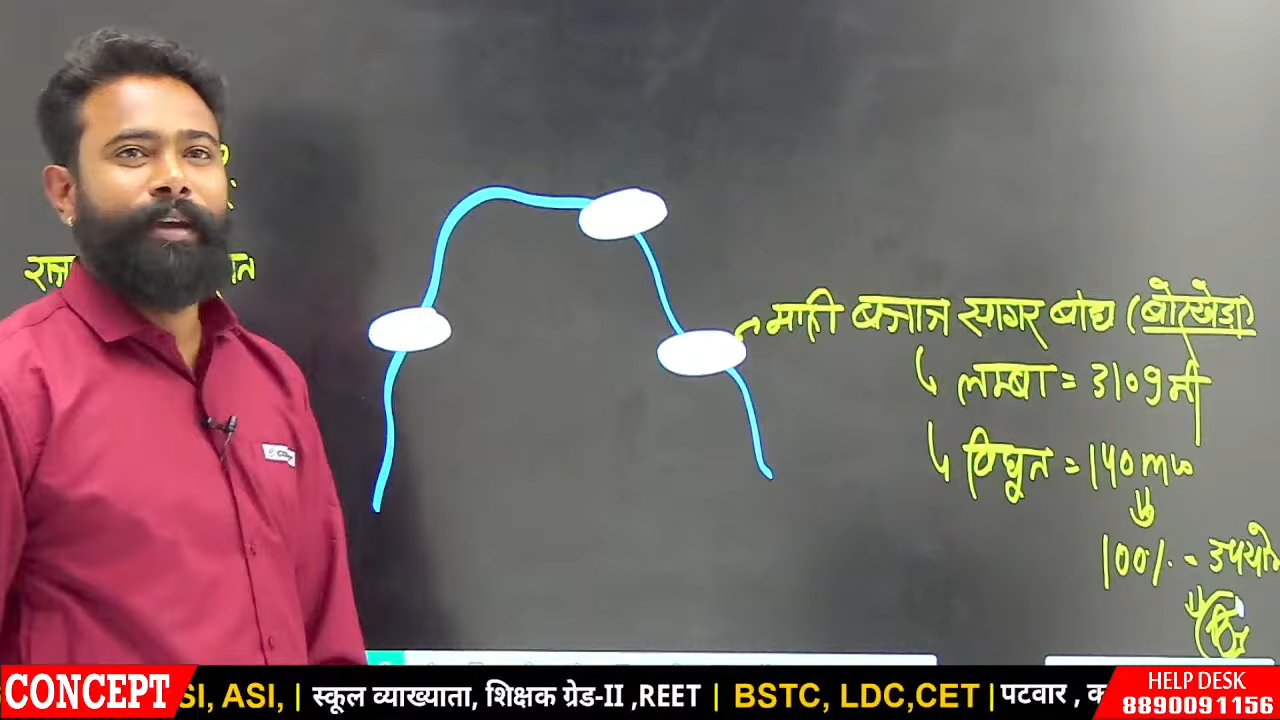 माही बजाज सागर बांध (बोरखेड़ा)
↳ लम्बा = 3109 मी
↳ विधुत = 140 mw
100% - उपयो
CONCEPT
SI, ASI, | स्कूल व्याख्याता, शिक्षक ग्रेड-II ,REET | BSTC, LDC,CET | पटवार , क
HELP DESK
8890091156